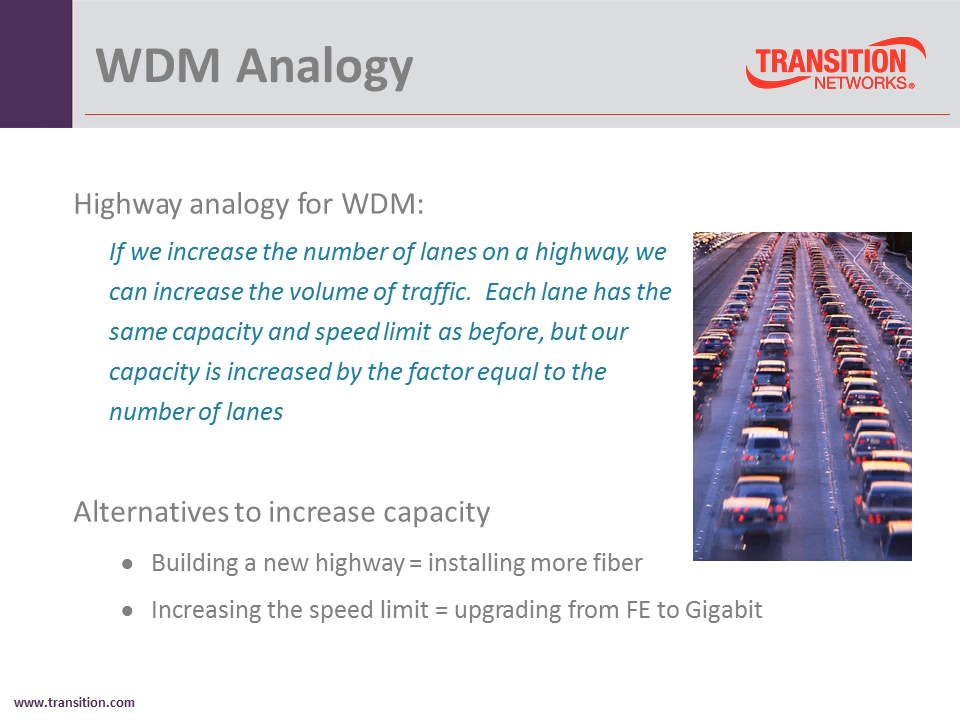 WDM Analogy
TRANSITION
NETWORKS®
Highway analogy for WDM:
If we increase the number of lanes on a highway, we
can increase the volume of traffic.  Each lane has the
same capacity and speed limit as before, but our
capacity is increased by the factor equal to the
number of lanes
Alternatives to increase capacity
● Building a new highway = installing more fiber
● Increasing the speed limit = upgrading from FE to Gigabit
www.transition.com